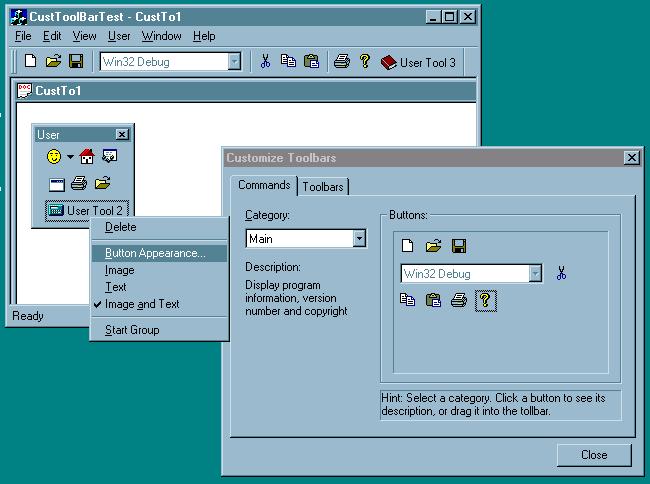 CustToolBarTest - CustTo1
File Edit View User Window Help
Win32 Debug
User Tool 3
DOC
CustTo1
User
User Tool 2
Delete
Button Appearance...
Image
Text
Image and Text
Start Group
Ready
Customize Toolbars
Commands Toolbars
Category:
Main
Description:
Display program
information, version
number and copyright
Buttons:
Win32 Debug
Hint: Select a category. Click a button to see its
description, or drag it into the tollbar.
Close